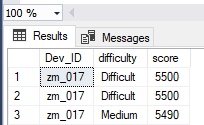 100 %
Results Messages
Dev_ID difficulty score
1 zm_017 Difficult 5500
2 zm_017 Difficult 5500
3 zm_017 Medium 5490